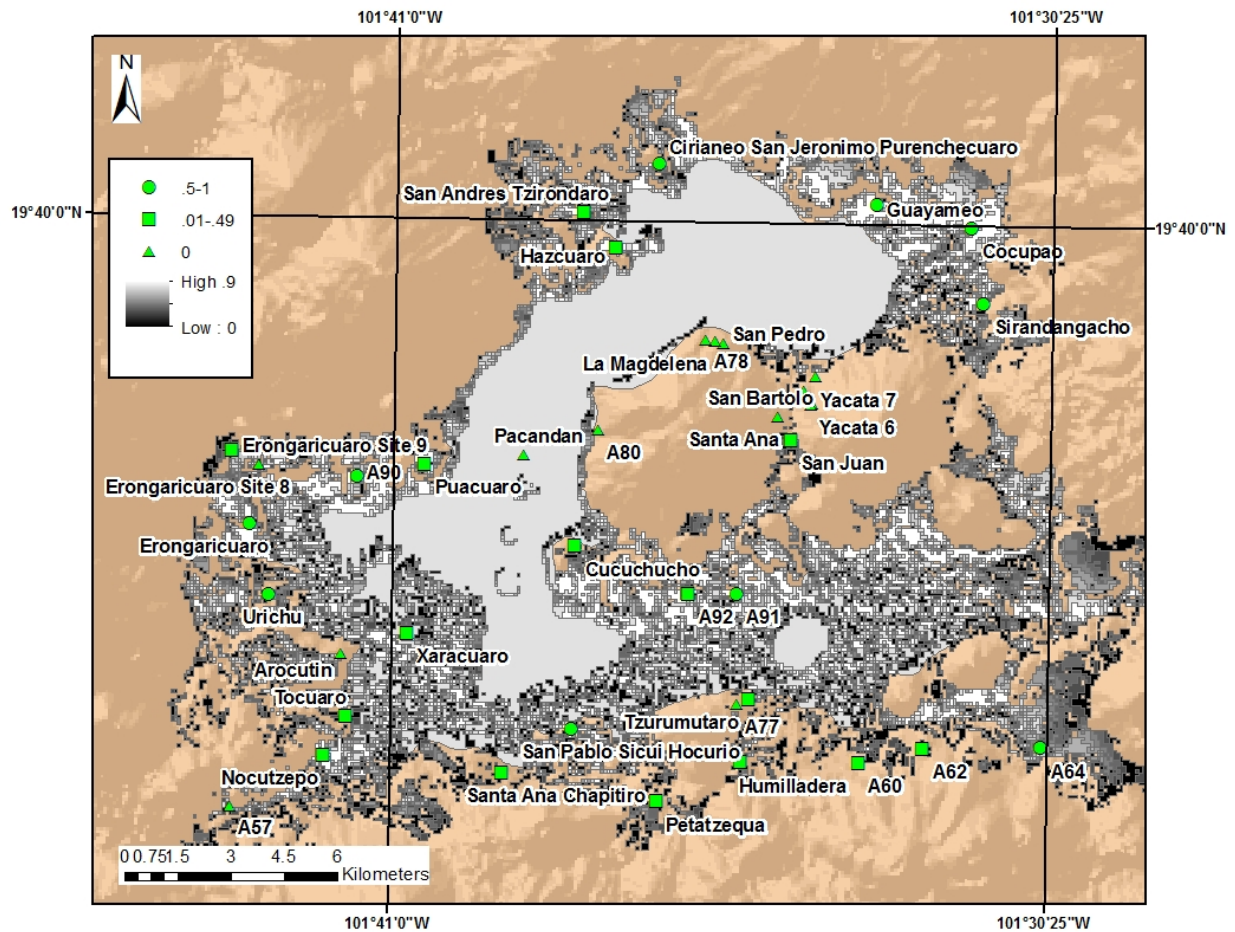 101°41'0"W
101°30'25"W
N
.5-1
.01-.49
0
High .9
Low : 0
19°40'0"N
19°40'0"N
Cirianeo San Jeronimo Purenchecuaro
San Andres Tzirondaro
Guayameo
Hazcuaro
Cocupao
Sirandangacho
San Pedro
La Magdelena
A78
San Bartolo
Yacata 7
Yacata 6
Pacandan
Santa Ana
Erongaricuaro Site 9
A80
San Juan
A90
Erongaricuaro Site 8
Puacuaro
Erongaricuaro
Cucuchucho
Urichu
A92
A91
Xaracuaro
Arocutin
Tocuaro
Tzurumutaro
A77
San Pablo Sicui Hocurio
Nocutzepo
A62
A64
Humilladera
A60
Santa Ana Chapitiro
Petatzequa
A57
0 0.75 1.5 3 4.5 6
Kilometers
101°41'0"W
101°30'25"W